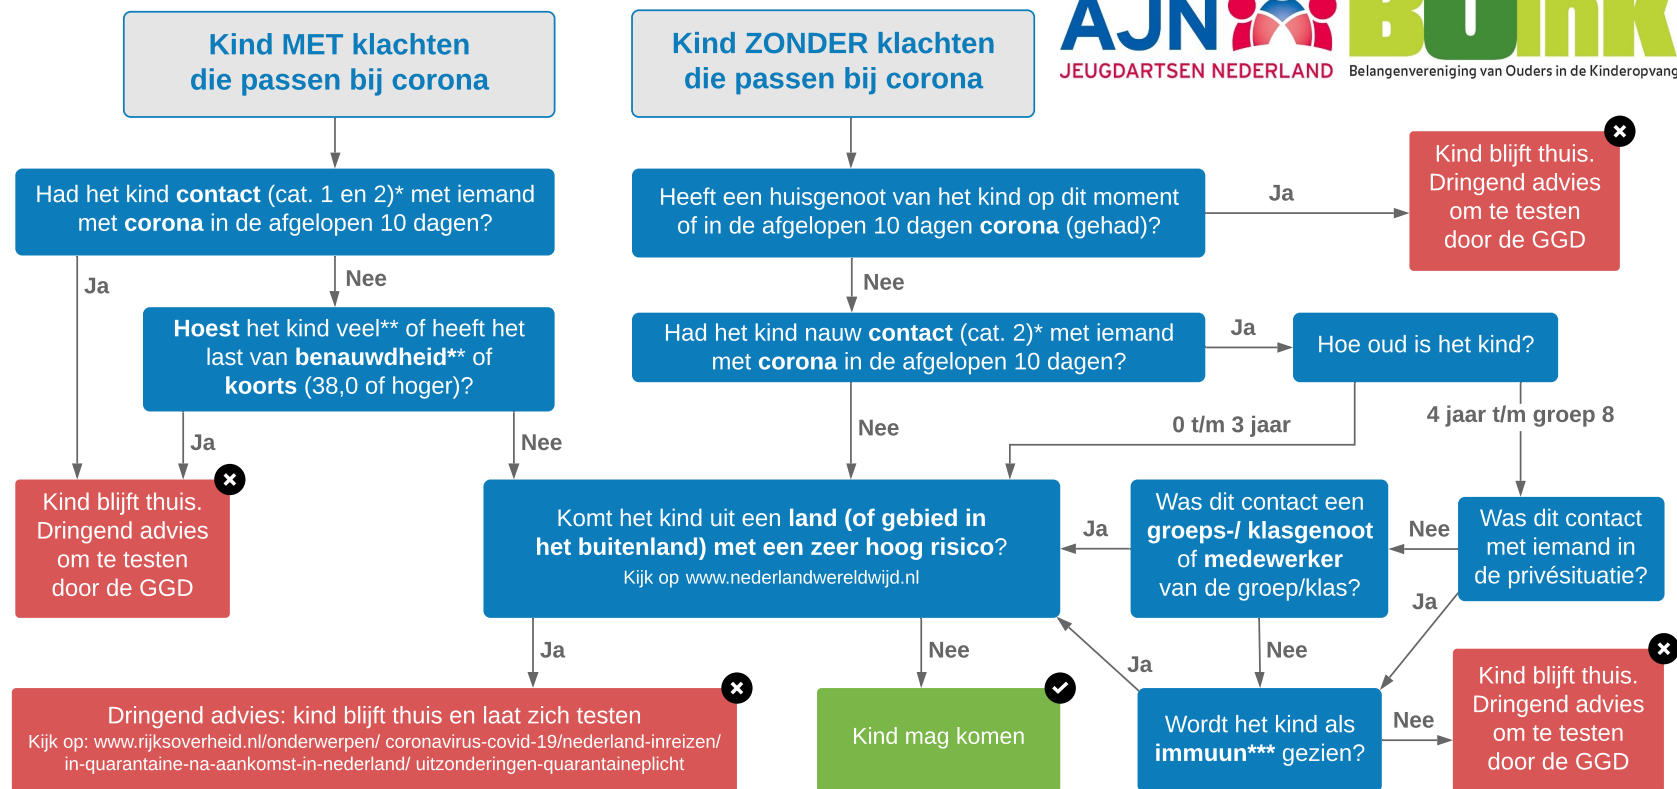 Kind MET klachten
die passen bij corona
Kind ZONDER klachten
die passen bij corona
AJN
JEUGDARTSEN NEDERLAND
BOink
Belangenvereniging van Ouders in de Kinderopvang
Had het kind contact (cat. 1 en 2)* met iemand
met corona in de afgelopen 10 dagen?
Ja
Nee
Hoest het kind veel** of heeft het
last van benauwdheid** of
koorts (38,0 of hoger)?
Ja
Nee
Kind blijft thuis.
Dringend advies
om te testen
door de GGD
Heeft een huisgenoot van het kind op dit moment
of in de afgelopen 10 dagen corona (gehad)?
Ja
Kind blijft thuis.
Dringend advies
om te testen
door de GGD
Nee
Had het kind nauw contact (cat. 2)* met iemand
met corona in de afgelopen 10 dagen?
Ja
Hoe oud is het kind?
Nee
0 t/m 3 jaar
4 jaar t/m groep 8
Komt het kind uit een land (of gebied in
het buitenland) met een zeer hoog risico?
Kijk op www.nederlandwereldwijd.nl
Ja
Was dit contact een
groeps-/ klasgenoot
of medewerker
van de groep/klas?
Nee
Was dit contact
met iemand in
de privésituatie?
Ja
Ja
Nee
Ja
Nee
Dringend advies: kind blijft thuis en laat zich testen
Kijk op: www.rijksoverheid.nl/onderwerpen/ coronavirus-covid-19/nederland-inreizen/
in-quarantaine-na-aankomst-in-nederland/ uitzonderingen-quarantaineplicht
Kind mag komen
Wordt het kind als
immuun*** gezien?
Nee
Kind blijft thuis.
Dringend advies
om te testen
door de GGD